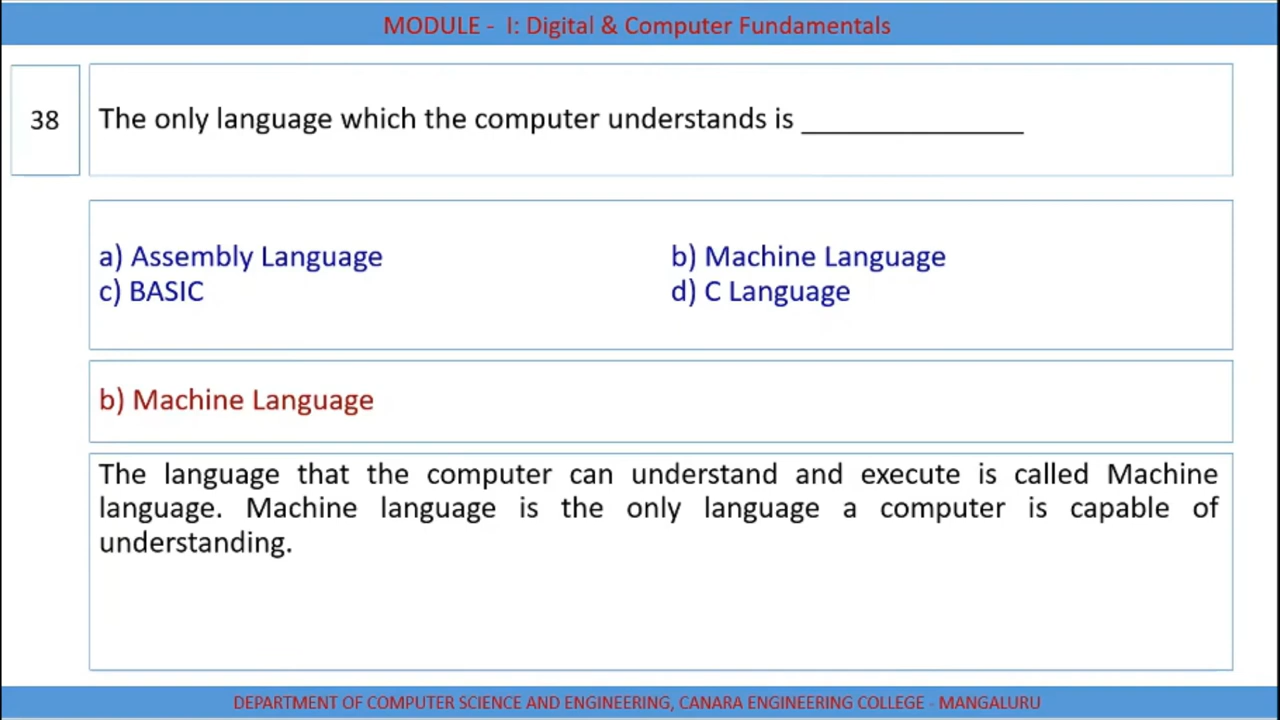 MODULE - I: Digital & Computer Fundamentals
38
The only language which the computer understands is _______________
a) Assembly Language
b) Machine Language
c) BASIC
d) C Language
b) Machine Language
The language that the computer can understand and execute is called Machine
language. Machine language is the only language a computer is capable of
understanding.
DEPARTMENT OF COMPUTER SCIENCE AND ENGINEERING, CANARA ENGINEERING COLLEGE - MANGALURU